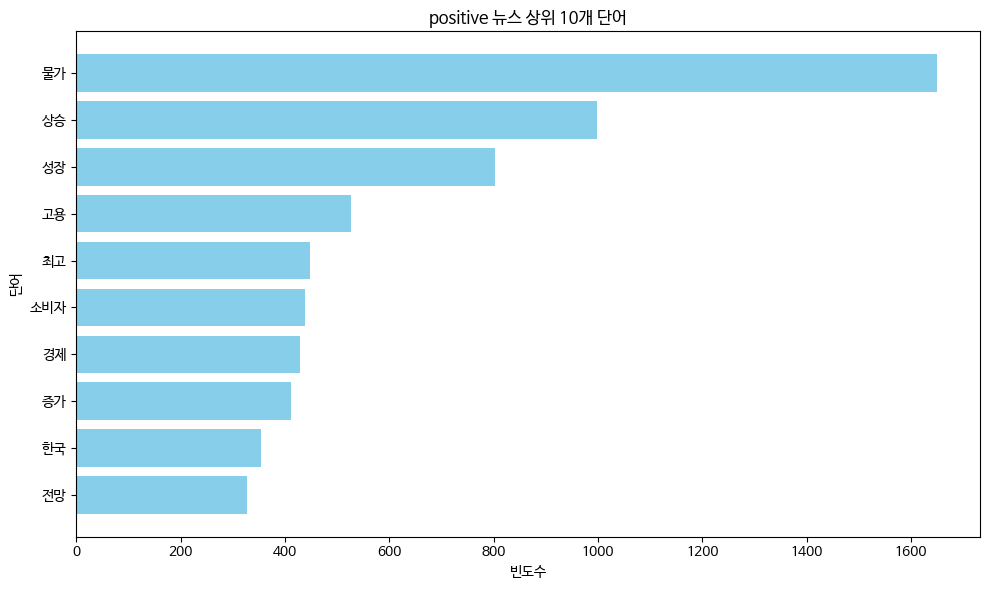 positive 뉴스 상위 10개 단어
단어
물가
상승
성장
고용
최고
소비자
경제
증가
한국
전망
0 200 400 600 800 1000 1200 1400 1600
빈도수